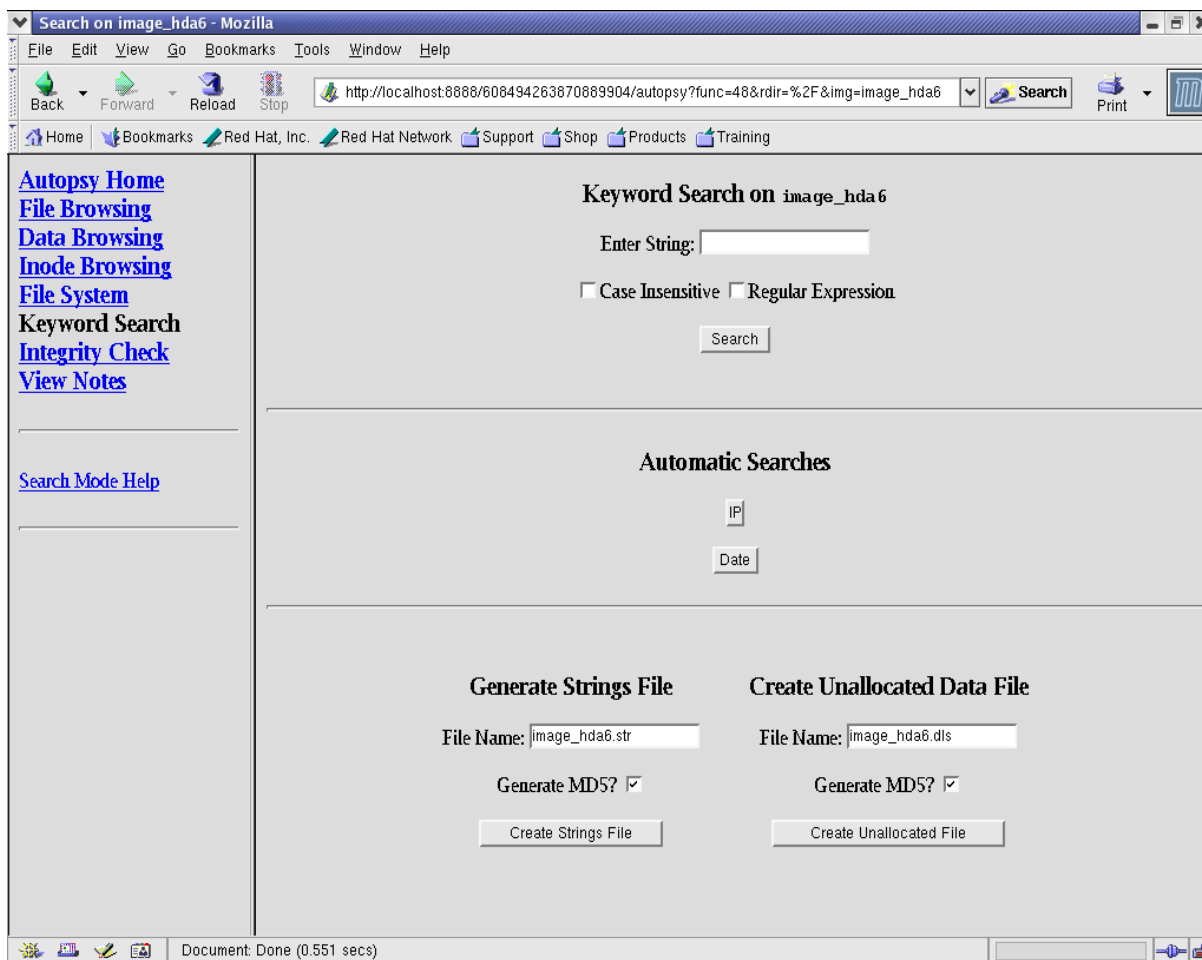 Search on image_hda6 - Mozilla
File Edit View Go Bookmarks Tools Window Help
Back Forward Reload Stop http://localhost:8888/608494263870889904/autopsy?func=48&rdir=%2F&img=image_hda6 Search Print
Home Bookmarks Red Hat, Inc. Red Hat Network Support Shop Products Training
Autopsy Home
File Browsing
Data Browsing
Inode Browsing
File System
Keyword Search
Integrity Check
View Notes
Search Mode Help
Keyword Search on image_hda6
Enter String:
Case Insensitive Regular Expression
Search
Automatic Searches
IP
Date
Generate Strings File
File Name: image_hda6.str
Generate MD5?
Create Strings File
Create Unallocated Data File
File Name: image_hda6.dls
Generate MD5?
Create Unallocated File
Document: Done (0.551 secs)